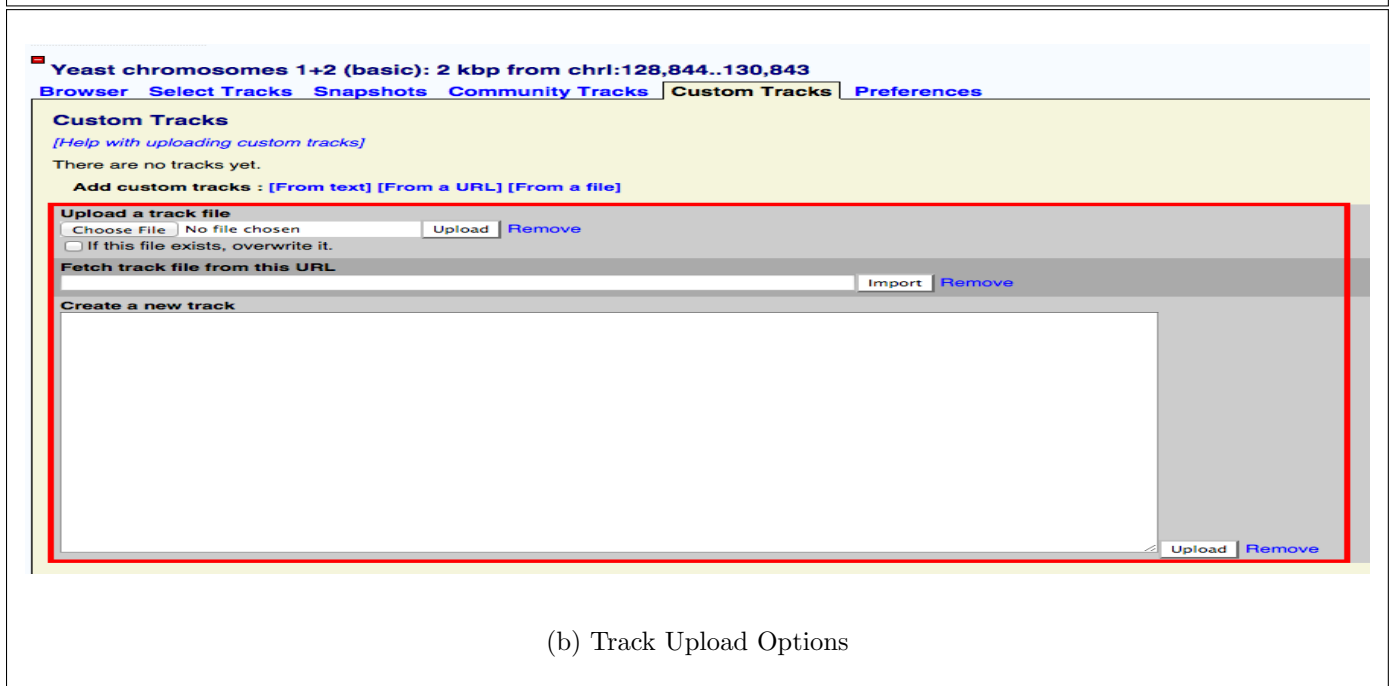 Yeast chromosomes 1+2 (basic): 2 kbp from chrI:128,844..130,843
Browser Select Tracks Snapshots Community Tracks Custom Tracks Preferences
Custom Tracks
[Help with uploading custom tracks]
There are no tracks yet.
Add custom tracks : [From text] [From a URL] [From a file]
Upload a track file
Choose File No file chosen Upload Remove
If this file exists, overwrite it.
Fetch track file from this URL
Import Remove
Create a new track
Upload Remove
(b) Track Upload Options